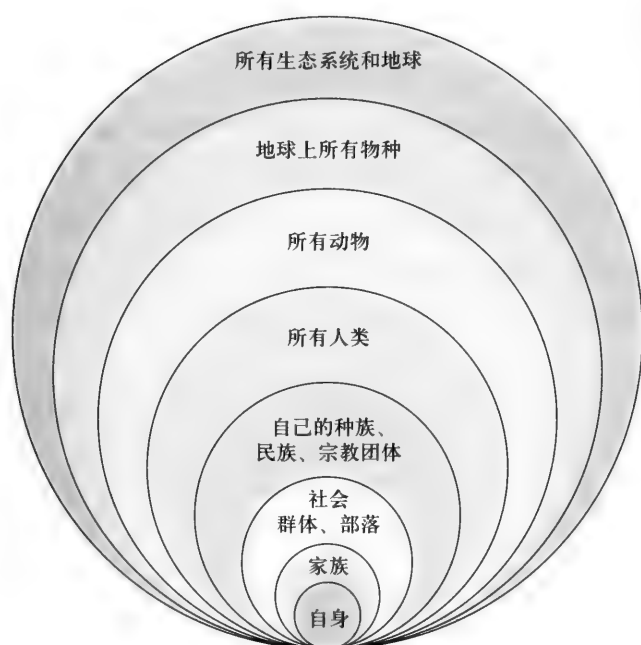 所有生态系统和地球
地球上所有物种
所有动物
所有人类
自己的种族、
民族、宗教团体
社会
群体、部落
家族
自身